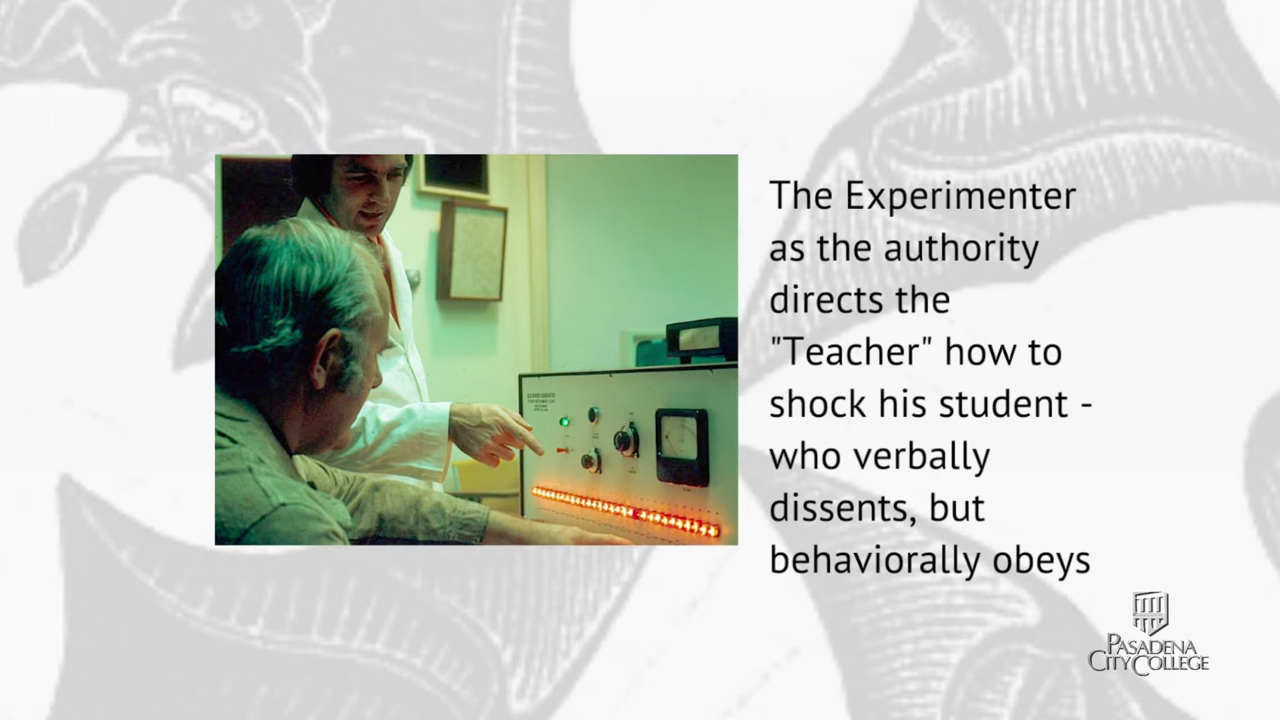 The Experimenter
as the authority
directs the
"Teacher" how to
shock his student -
who verbally
dissents, but
behaviorally obeys
PASADENA
CITY COLLEGE